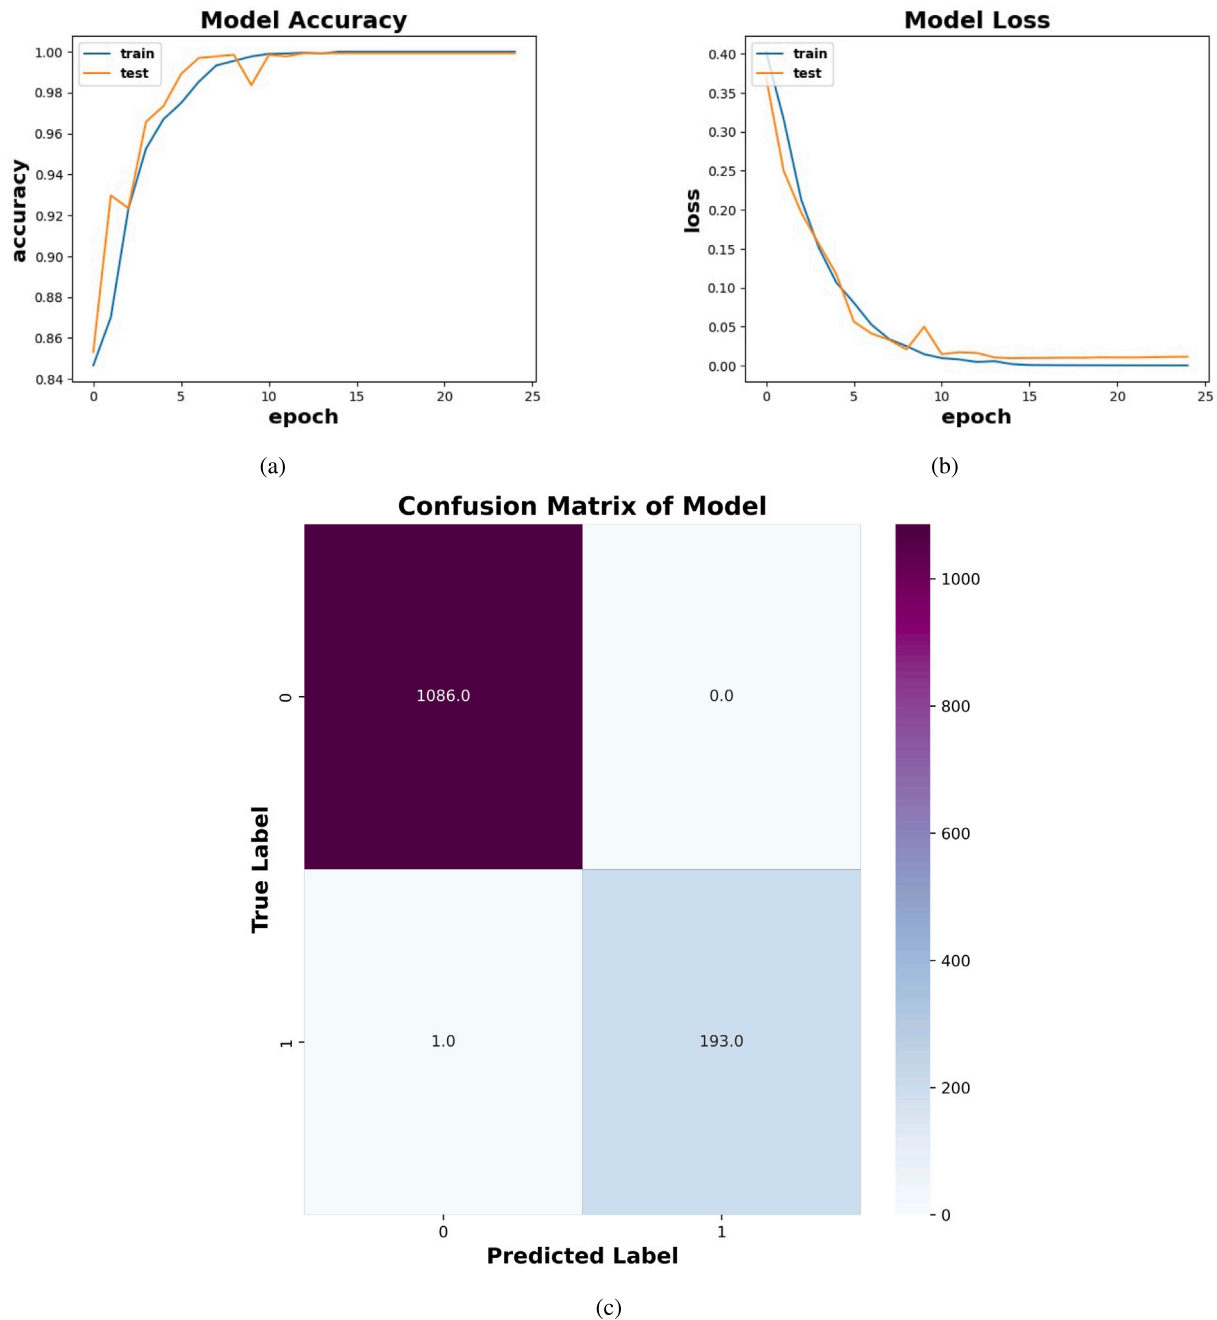 Model Accuracy
train
test
1.00
0.98
0.96
0.94
0.92
0.90
0.88
0.86
0.84
accuracy
0 5 10 15 20 25
epoch
(a)
Model Loss
train
test
0.40
0.35
0.30
0.25
0.20
0.15
0.10
0.05
0.00
loss
0 5 10 15 20 25
epoch
(b)
Confusion Matrix of Model
True Label
0
1086.0 0.0
1
1.0 193.0
0 1
Predicted Label
1000
800
600
400
200
0
(c)